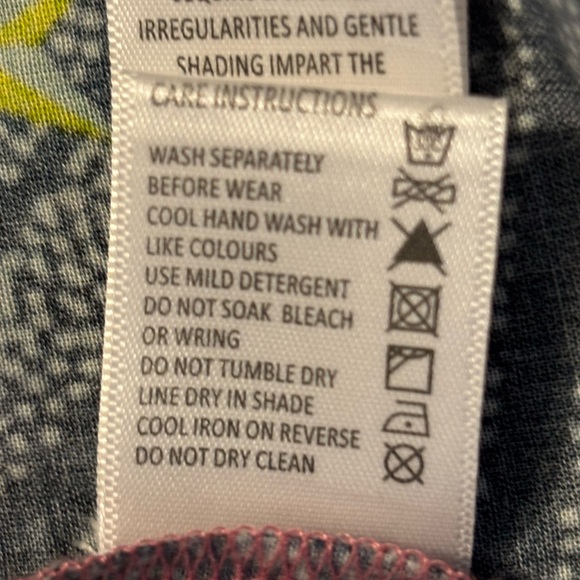 IRREGULARITIES AND GENTLE
SHADING IMPART THE
CARE INSTRUCTIONS
WASH SEPARATELY
BEFORE WEAR
COOL HAND WASH WITH
LIKE COLOURS
USE MILD DETERGENT
DO NOT SOAK BLEACH
OR WRING
DO NOT TUMBLE DRY
LINE DRY IN SHADE
COOL IRON ON REVERSE
DO NOT DRY CLEAN